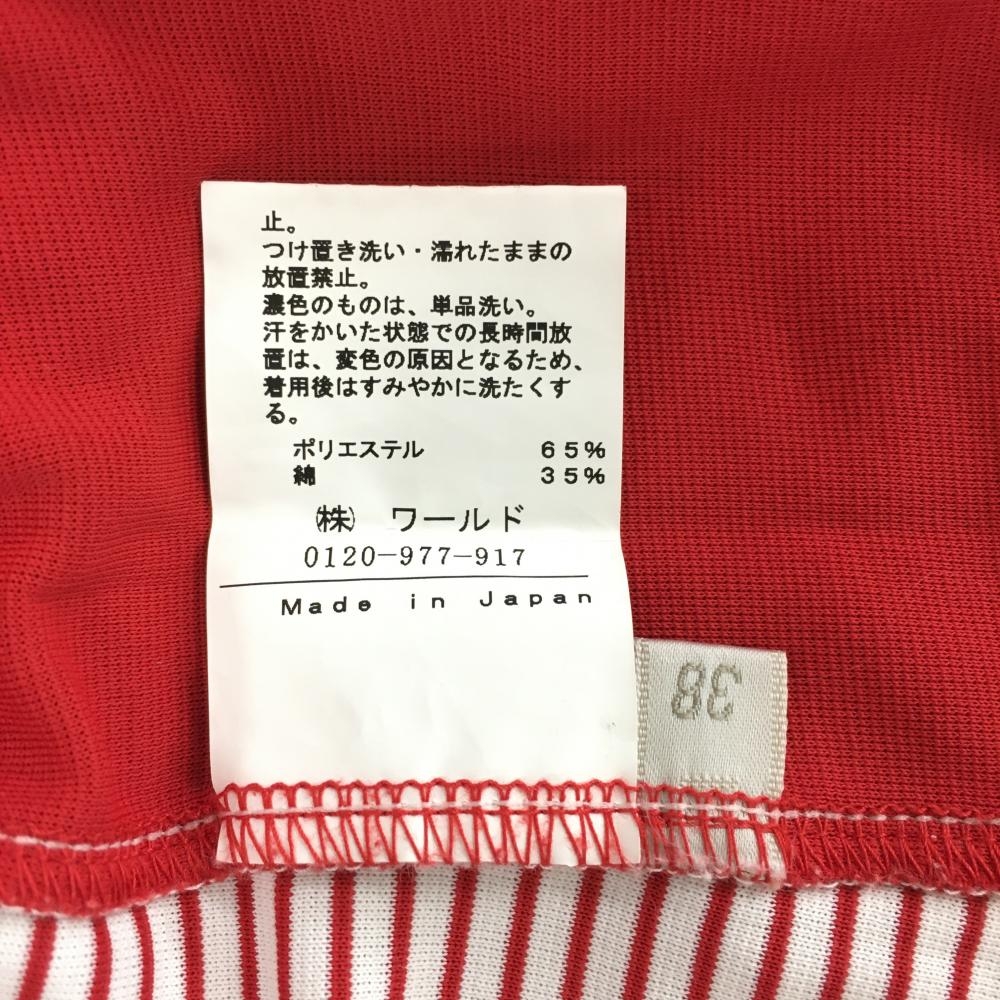 止。
つけ置き洗い・濡れたままの
放置禁止。
濃色のものは、単品洗い。
汗をかいた状態での長時間放
置は、変色の原因となるため、
着用後はすみやかに洗たくす
る。
ポリエステル 65%
綿 35%
㈱ ワールド
0120-977-917
Made in Japan
38